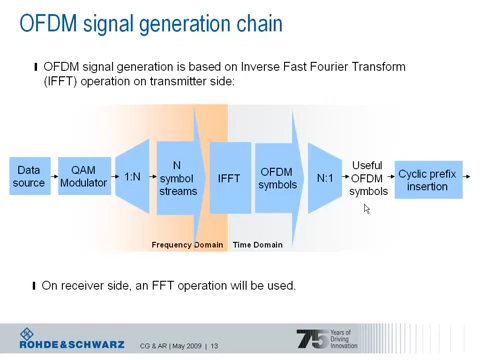 OFDM signal generation chain
OFDM signal generation is based on Inverse Fast Fourier Transform
(IFFT) operation on transmitter side:
Data
source
QAM
Modulator
1:N
N
symbol
streams
IFFT
OFDM
symbols
N:1
Useful
OFDM
symbols
Cyclic prefix
insertion
Frequency Domain
Time Domain
On receiver side, an FFT operation will be used.
ROHDE&SCHWARZ
CG & AR | May 2009 | 13
75 Years of
Driving
Innovation